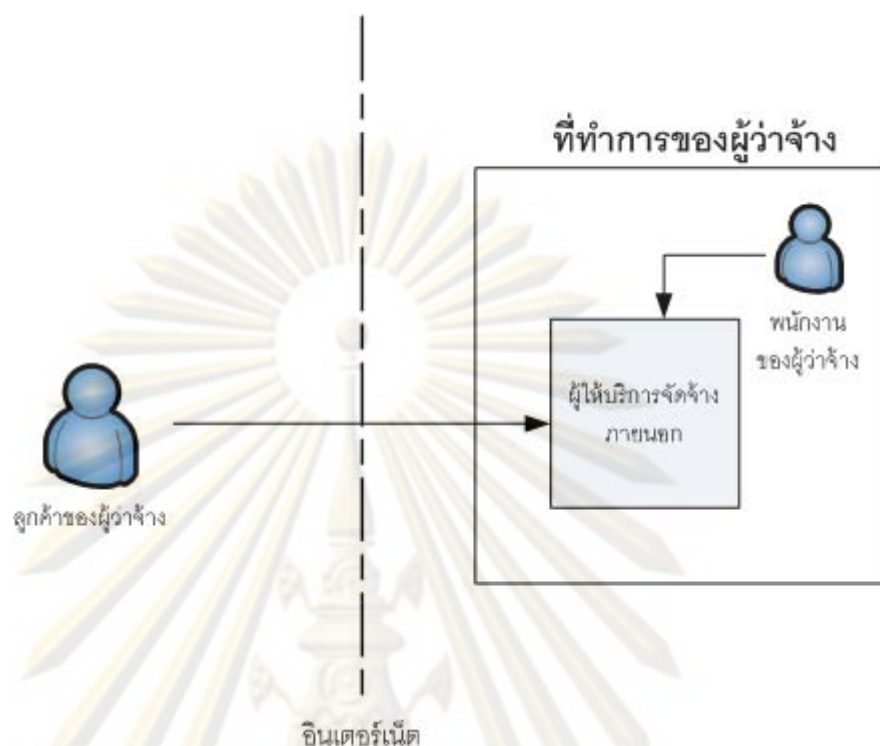 ที่ทำการของผู้ว่าจ้าง
พนักงาน
ของผู้ว่าจ้าง
ผู้ให้บริการจัดจ้าง
ภายนอก
ลูกค้าของผู้ว่าจ้าง
อินเตอร์เน็ต